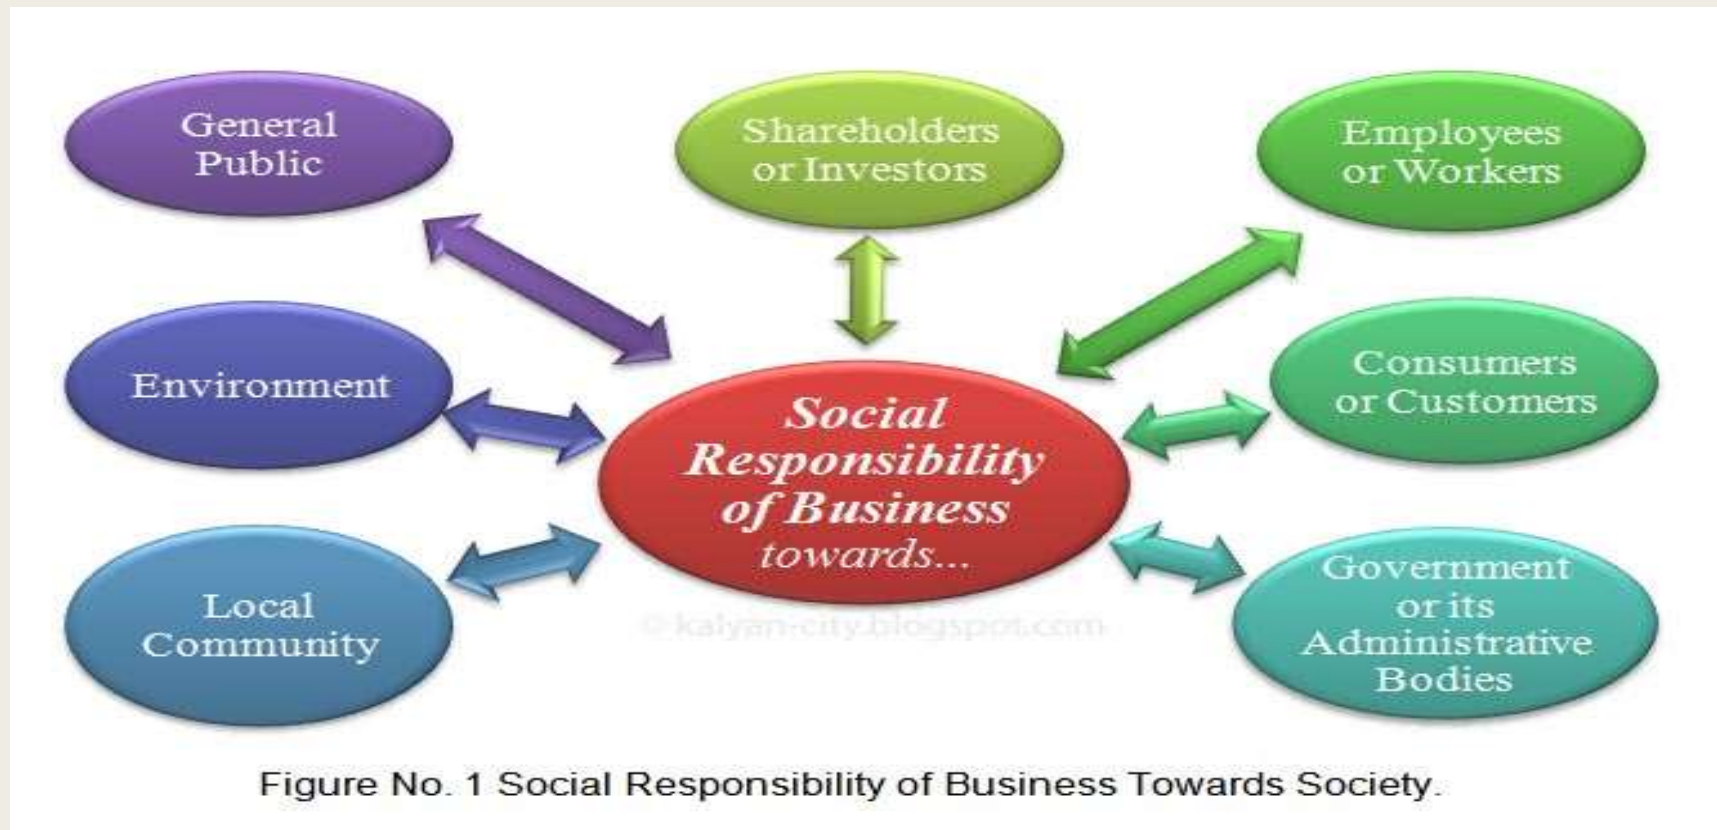 General
Public
Shareholders
or Investors
Employees
or Workers
Environment
Social
Responsibility
of Business
towards...
Consumers
or Customers
Local
Community
Government
or its
Administrative
Bodies
© kalyan-city.blogspot.com
Figure No. 1 Social Responsibility of Business Towards Society.